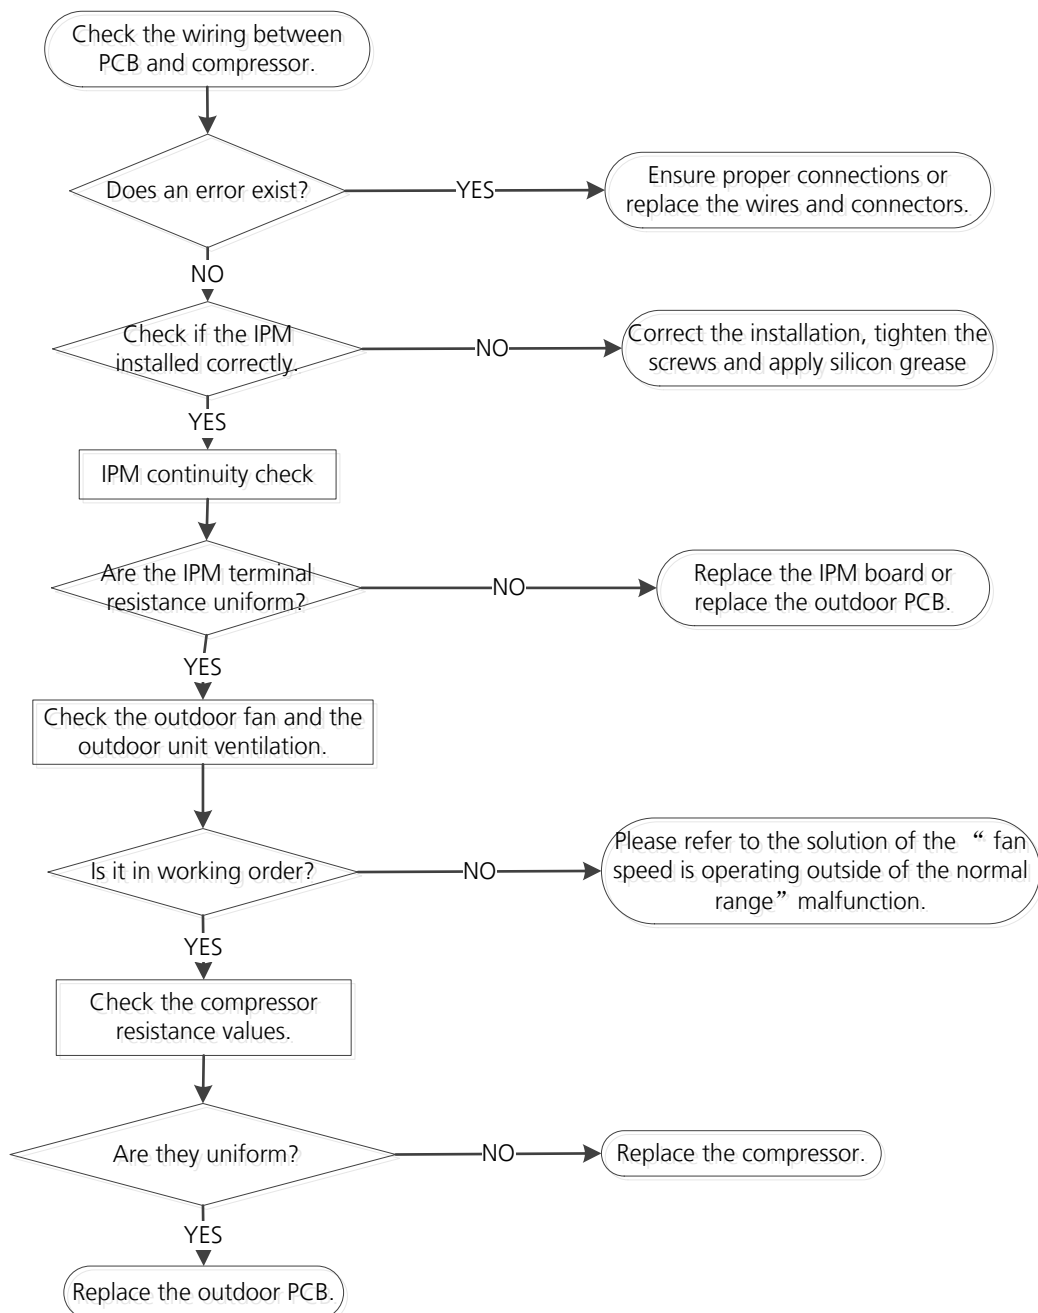 Check the wiring between
PCB and compressor.
Does an error exist?
YES
Ensure proper connections or
replace the wires and connectors.
NO
Check if the IPM
installed correctly.
NO
Correct the installation, tighten the
screws and apply silicon grease
YES
IPM continuity check
Are the IPM terminal
resistance uniform?
NO
Replace the IPM board or
replace the outdoor PCB.
YES
Check the outdoor fan and the
outdoor unit ventilation.
Is it in working order?
NO
Please refer to the solution of the “ fan
speed is operating outside of the normal
range” malfunction.
YES
Check the compressor
resistance values.
Are they uniform?
NO
Replace the compressor.
YES
Replace the outdoor PCB.